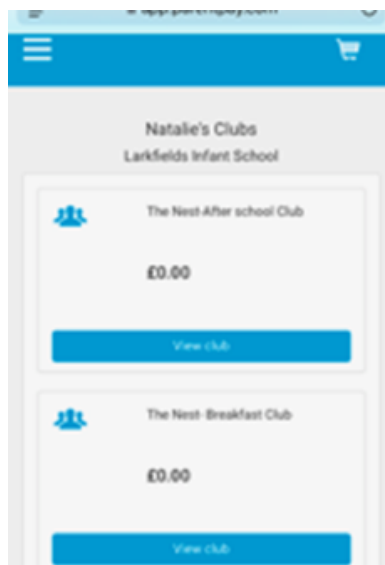 Natalie's Clubs
Larkfields Infant School
The Nest-After school Club
£0.00
View club
The Nest- Breakfast Club
£0.00
View club